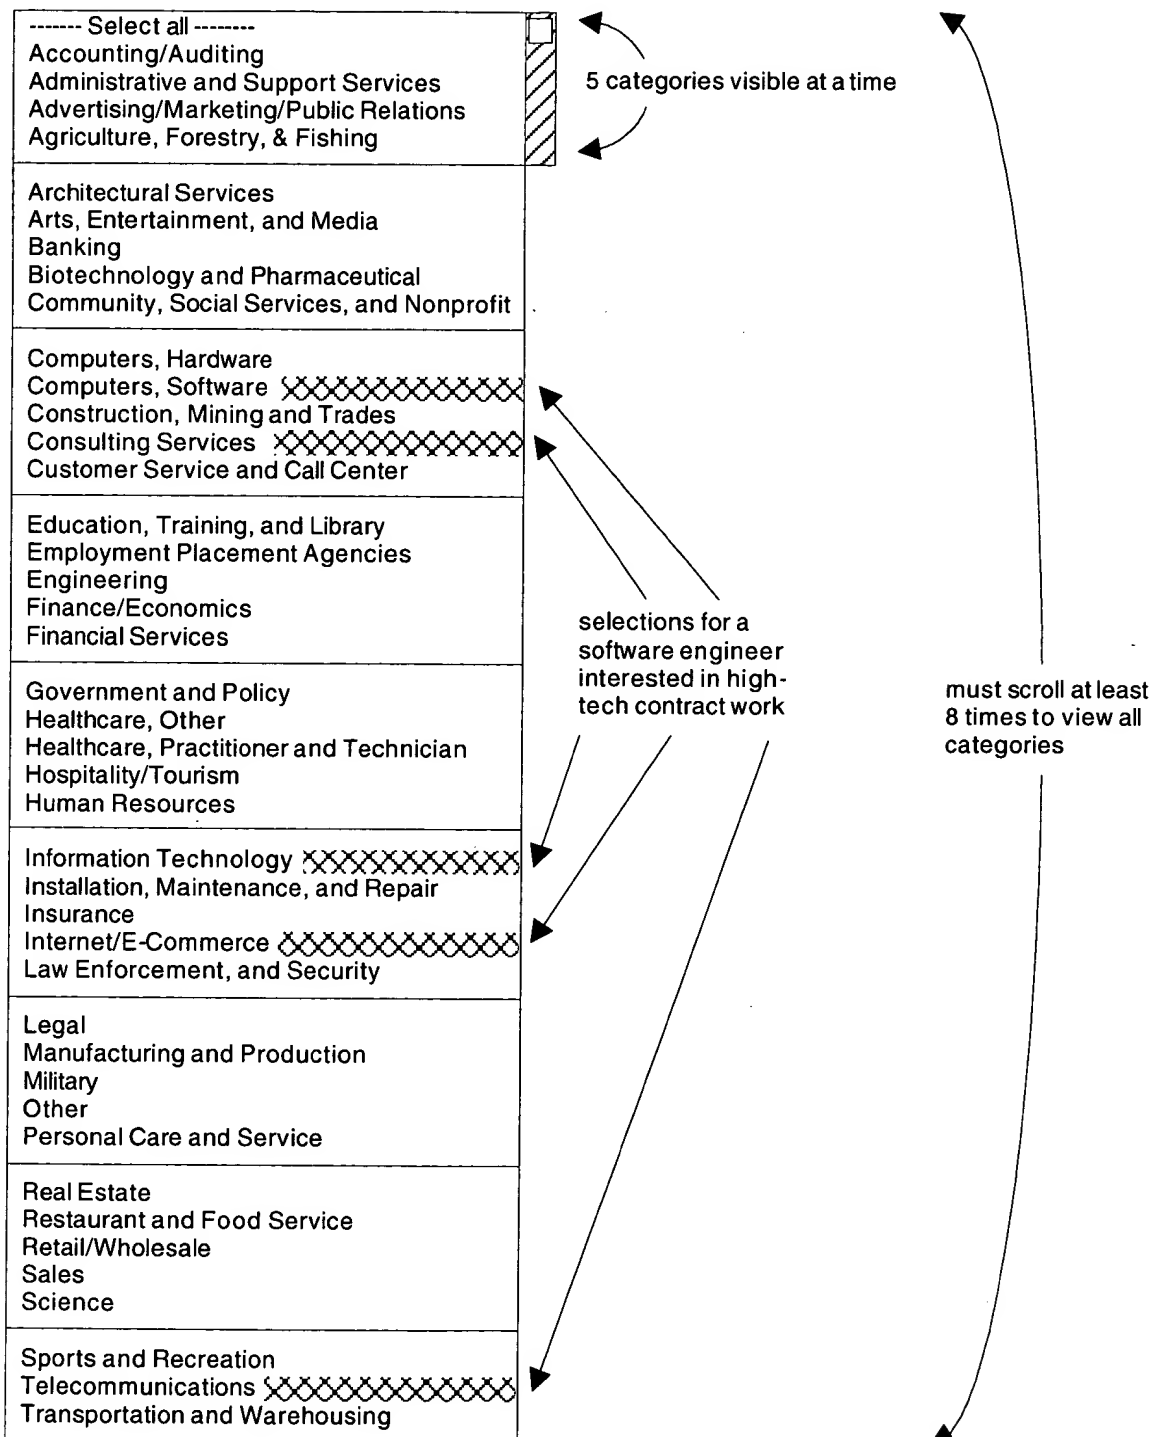 ------- Select all --------
Accounting/Auditing
Administrative and Support Services
Advertising/Marketing/Public Relations
Agriculture, Forestry, & Fishing
5 categories visible at a time
Architectural Services
Arts, Entertainment, and Media
Banking
Biotechnology and Pharmaceutical
Community, Social Services, and Nonprofit
Computers, Hardware
Computers, Software
Construction, Mining and Trades
Consulting Services
Customer Service and Call Center
Education, Training, and Library
Employment Placement Agencies
Engineering
Finance/Economics
Financial Services
selections for a
software engineer
interested in high-
tech contract work
must scroll at least
8 times to view all
categories
Government and Policy
Healthcare, Other
Healthcare, Practitioner and Technician
Hospitality/Tourism
Human Resources
Information Technology
Installation, Maintenance, and Repair
Insurance
Internet/E-Commerce
Law Enforcement, and Security
Legal
Manufacturing and Production
Military
Other
Personal Care and Service
Real Estate
Restaurant and Food Service
Retail/Wholesale
Sales
Science
Sports and Recreation
Telecommunications
Transportation and Warehousing